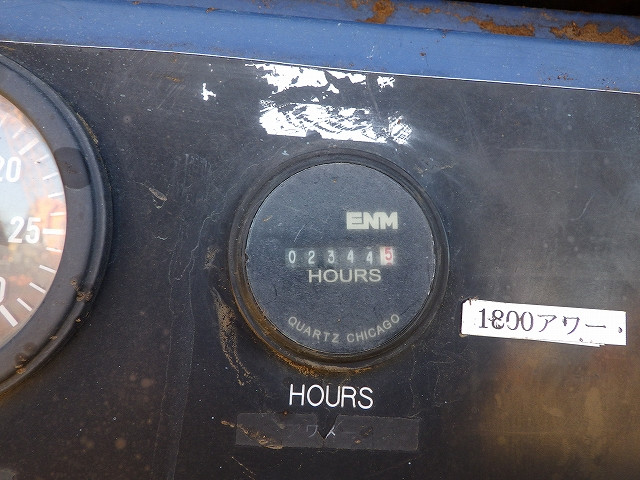 20
25
ENM
023445
HOURS
QUARTZ CHICAGO
1800アワー.
HOURS